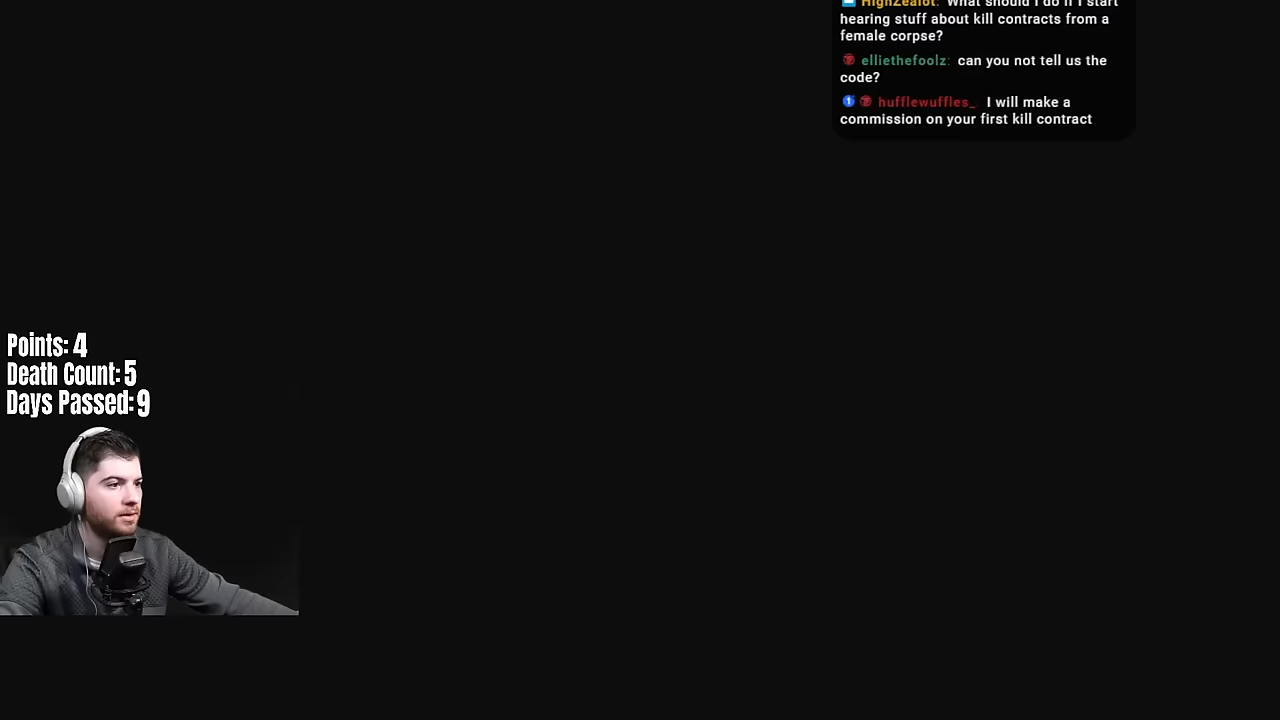 HighZealot: What should I do if I start
hearing stuff about kill contracts from a
female corpse?
elliethefoolz: can you not tell us the
code?
hufflewuffles_ I will make a
commission on your first kill contract
Points: 4
Death Count: 5
Days Passed: 9